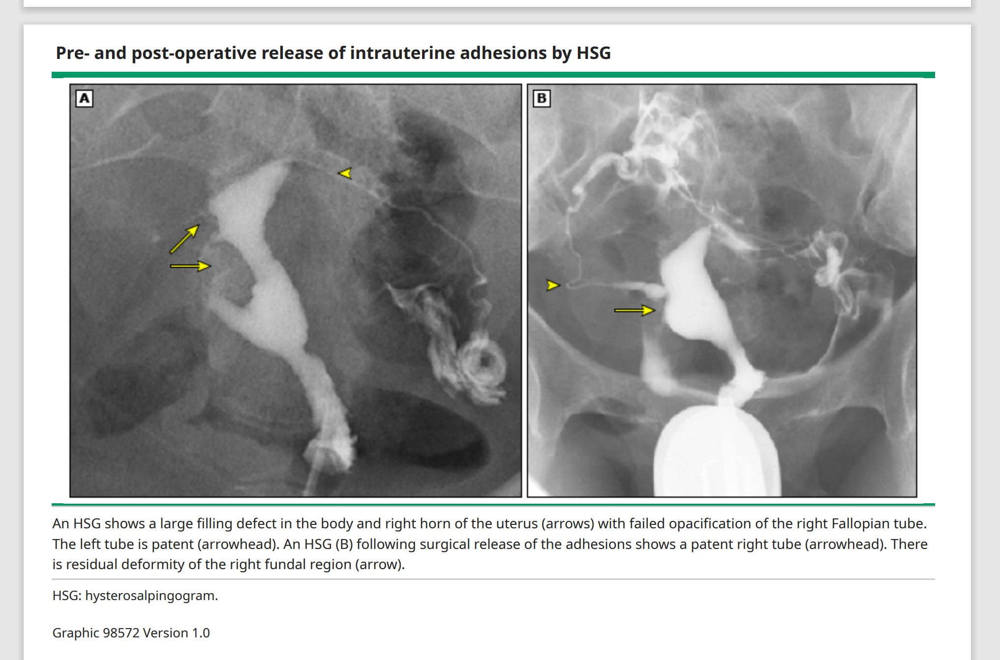 Pre- and post-operative release of intrauterine adhesions by HSG
A
B
An HSG shows a large filling defect in the body and right horn of the uterus (arrows) with failed opacification of the right Fallopian tube.
The left tube is patent (arrowhead). An HSG (B) following surgical release of the adhesions shows a patent right tube (arrowhead). There
is residual deformity of the right fundal region (arrow).
HSG: hysterosalpingogram.
Graphic 98572 Version 1.0